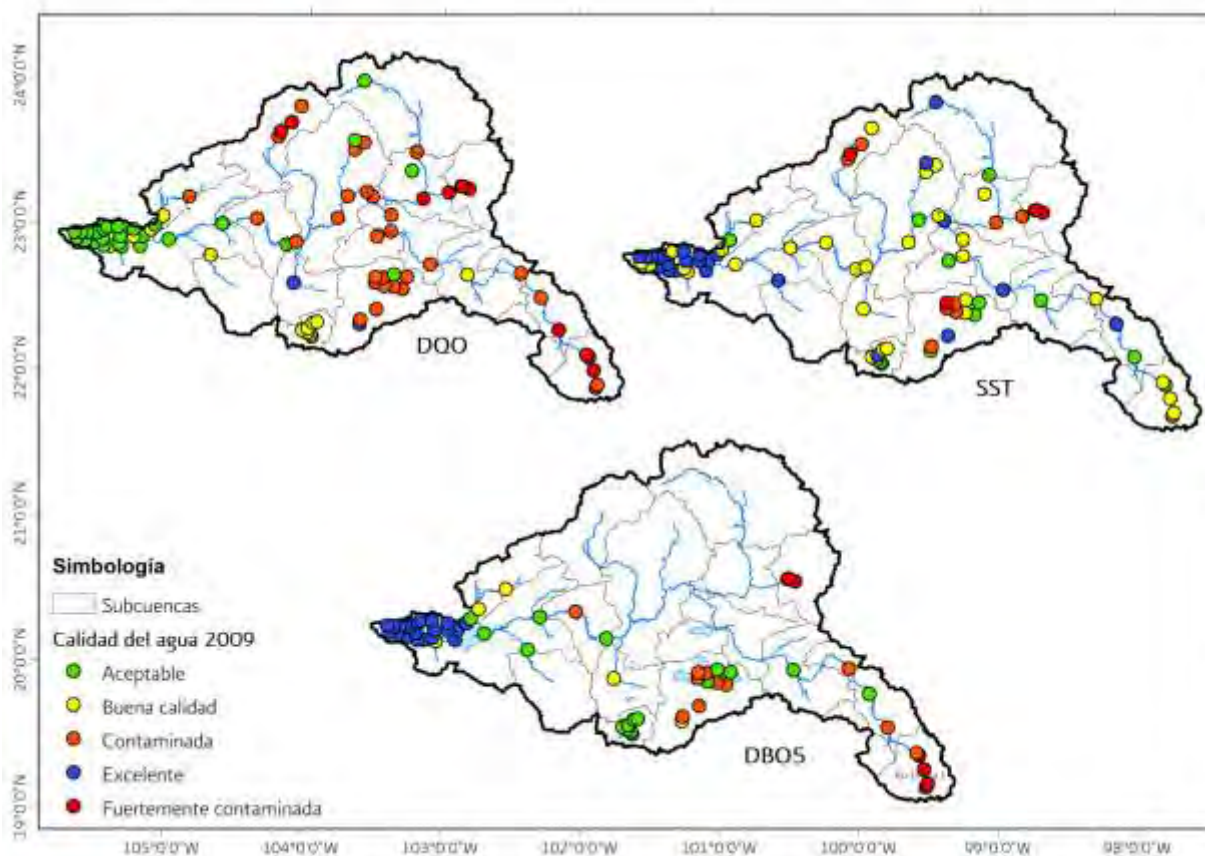 24°0'0"N
23°0'0"N
22°0'0"N
21°0'0"N
20°0'0"N
19°0'0"N
DQO
SST
DBO5
Simbología
Subcuencas
Calidad del agua 2009
Aceptable
Buena calidad
Contaminada
Excelente
Fuertemente contaminada
105°0'0"W
104°0'0"W
103°0'0"W
102°0'0"W
101°0'0"W
100°0'0"W
99°0'0"W
98°0'0"W